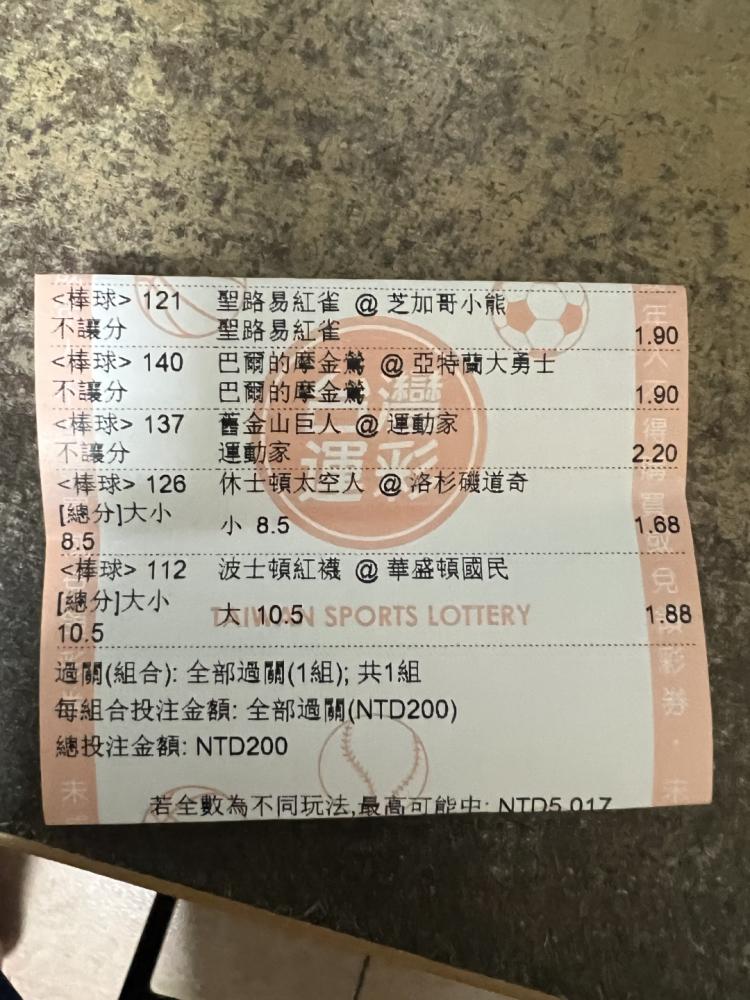 <棒球> 121 聖路易紅雀 @ 芝加哥小熊
不讓分 聖路易紅雀 1.90
<棒球> 140 巴爾的摩金鶯 @ 亞特蘭大勇士
不讓分 巴爾的摩金鶯 1.90
<棒球> 137 舊金山巨人 @ 運動家
不讓分 運動家 2.20
<棒球> 126 休士頓太空人 @ 洛杉磯道奇
[總分]大小 小 8.5 1.68
8.5
<棒球> 112 波士頓紅襪 @ 華盛頓國民
[總分]大小 大 10.5 1.88
10.5
台灣
運彩
TAIWAN SPORTS LOTTERY
過關(組合): 全部過關(1組); 共1組
每組合投注金額: 全部過關(NTD200)
總投注金額: NTD200
若全數為不同玩法,最高可能中: NTD5,017